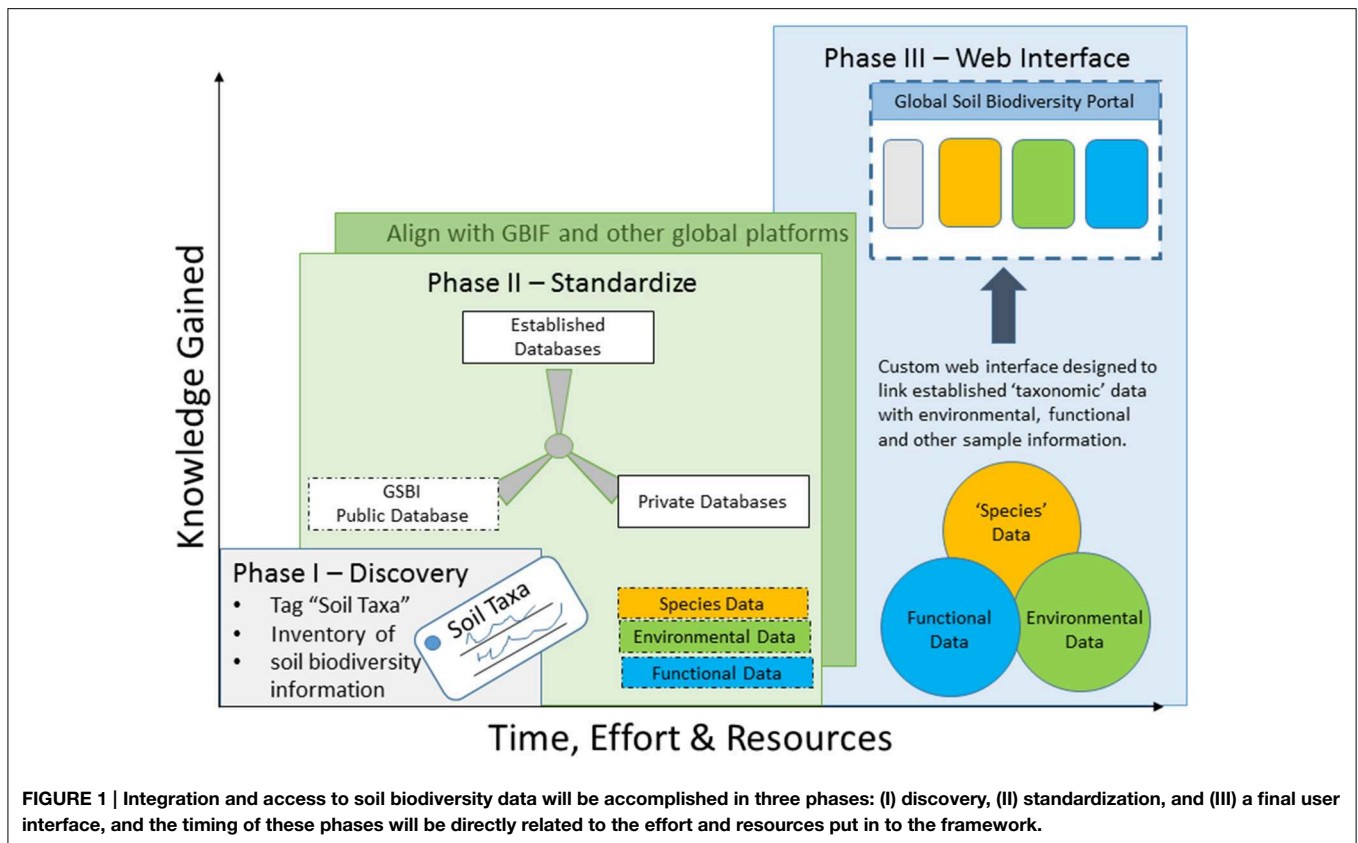 Knowledge Gained
Phase III – Web Interface
Global Soil Biodiversity Portal
Align with GBIF and other global platforms
Phase II – Standardize
Established
Databases
GSBI
Public Database
Private Databases
Custom web interface designed to
link established ‘taxonomic’ data
with environmental, functional
and other sample information.
Phase I – Discovery
• Tag “Soil Taxa”
• Inventory of
• soil biodiversity
information
Soil Taxa
Species Data
Environmental Data
Functional Data
‘Species’
Data
Functional
Data
Environmental
Data
Time, Effort & Resources
FIGURE 1 | Integration and access to soil biodiversity data will be accomplished in three phases: (I) discovery, (II) standardization, and (III) a final user
interface, and the timing of these phases will be directly related to the effort and resources put in to the framework.